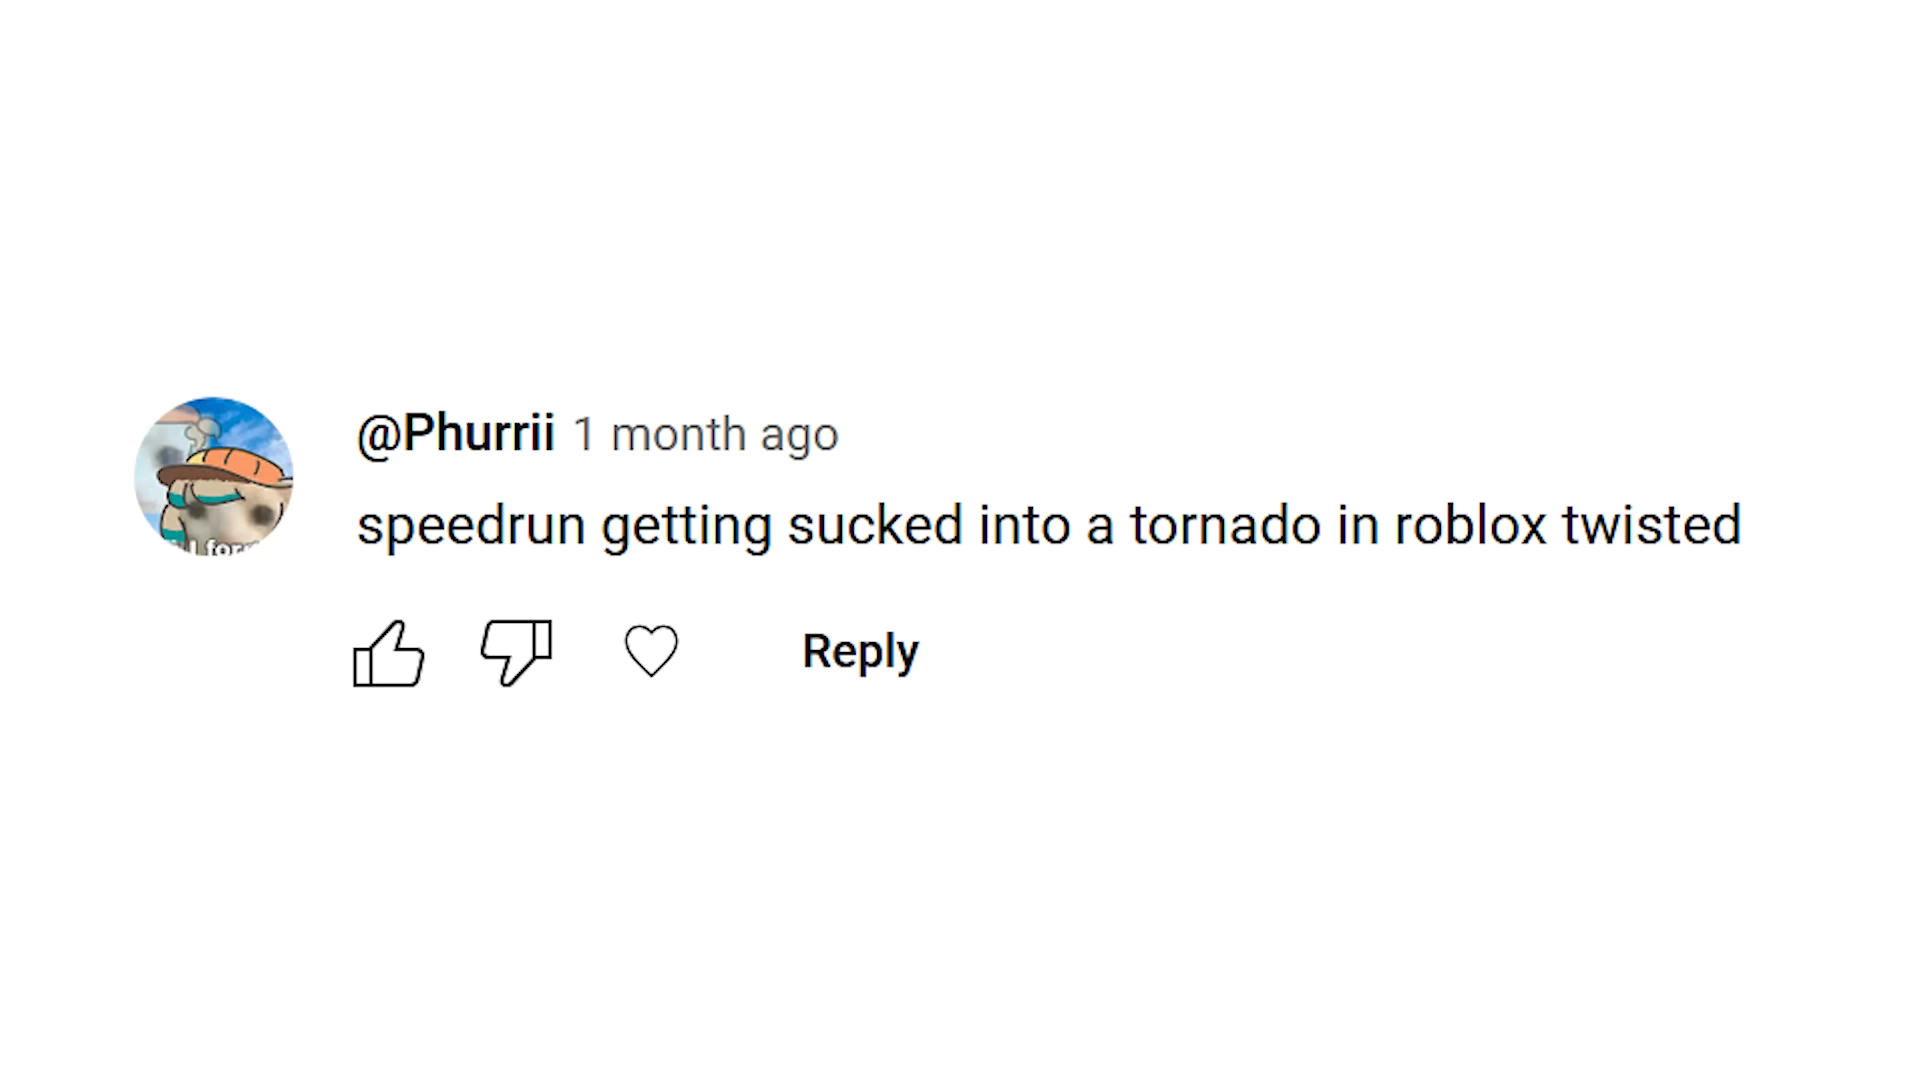 @Phurrii 1 month ago
speedrun getting sucked into a tornado in roblox twisted
Reply